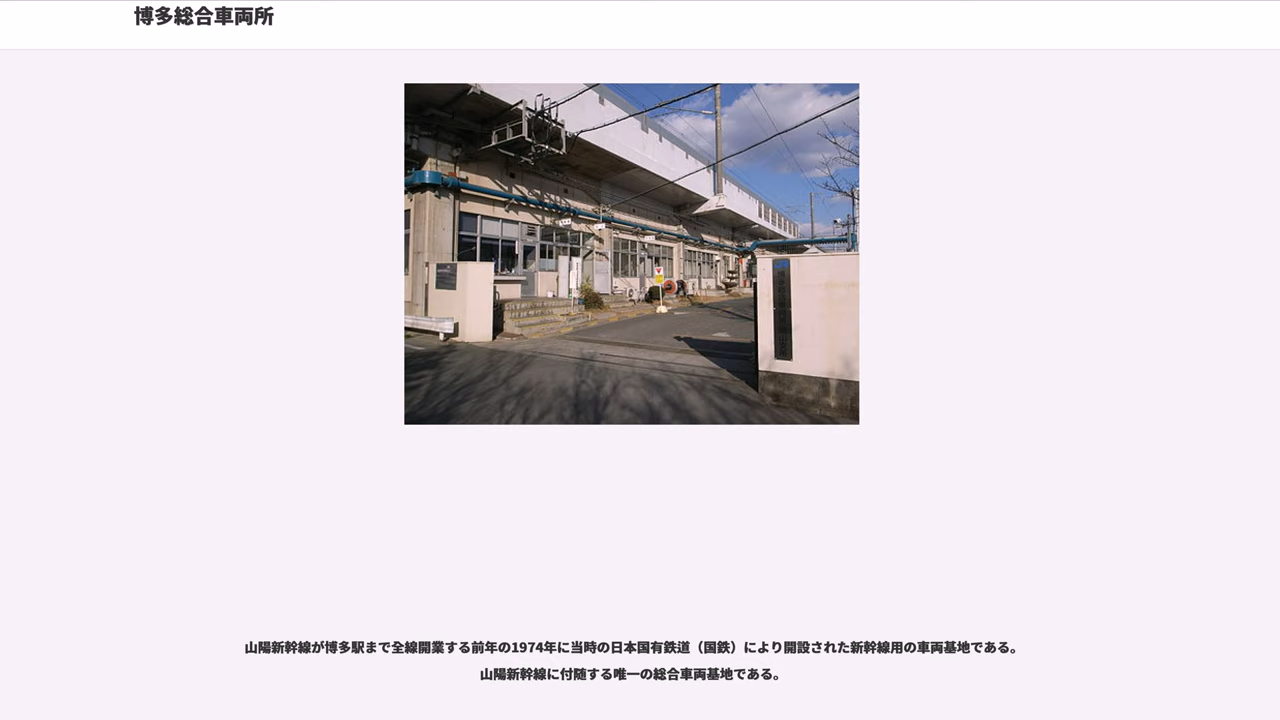 博多総合車両所
山陽新幹線が博多駅まで全線開業する前年の1974年に当時の日本国有鉄道（国鉄）により開設された新幹線用の車両基地である。
山陽新幹線に付随する唯一の総合車両基地である。